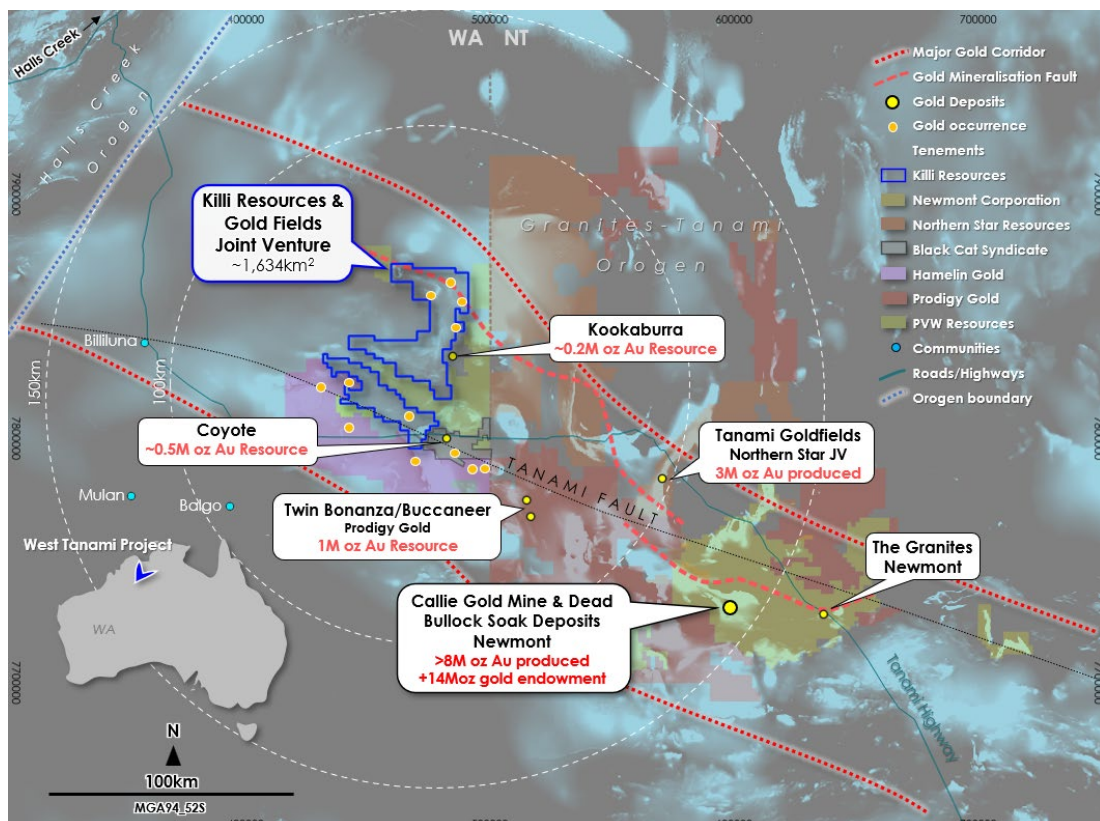 400000
500000
600000
700000
Halls Creek
Halls Creek
Orogen
WA NT
Major Gold Corridor
Gold Mineralisation Fault
Gold Deposits
Gold occurrence
Tenements
Killi Resources
Newmont Corporation
Northern Star Resources
Black Cat Syndicate
Hamelin Gold
Prodigy Gold
PVW Resources
Communities
Roads/Highways
Orogen boundary
7900000
Killi Resources &
Gold Fields
Joint Venture
~1,634km²
Granites-Tanami
Orogen
Kookaburra
~0.2M oz Au Resource
Billiluna
150km
100km
7800000
7800000
Coyote
~0.5M oz Au Resource
Tanami Goldfields
Northern Star JV
3M oz Au produced
TANAMI FAULT
Mulan
Balgo
Twin Bonanza/Buccaneer
Prodigy Gold
1M oz Au Resource
West Tanami Project
WA
The Granites
Newmont
Callie Gold Mine & Dead
Bullock Soak Deposits
Newmont
>8M oz Au produced
+14Moz gold endowment
7700000
7700000
Tanami Highway
N
100km
MGA94_52S
400000